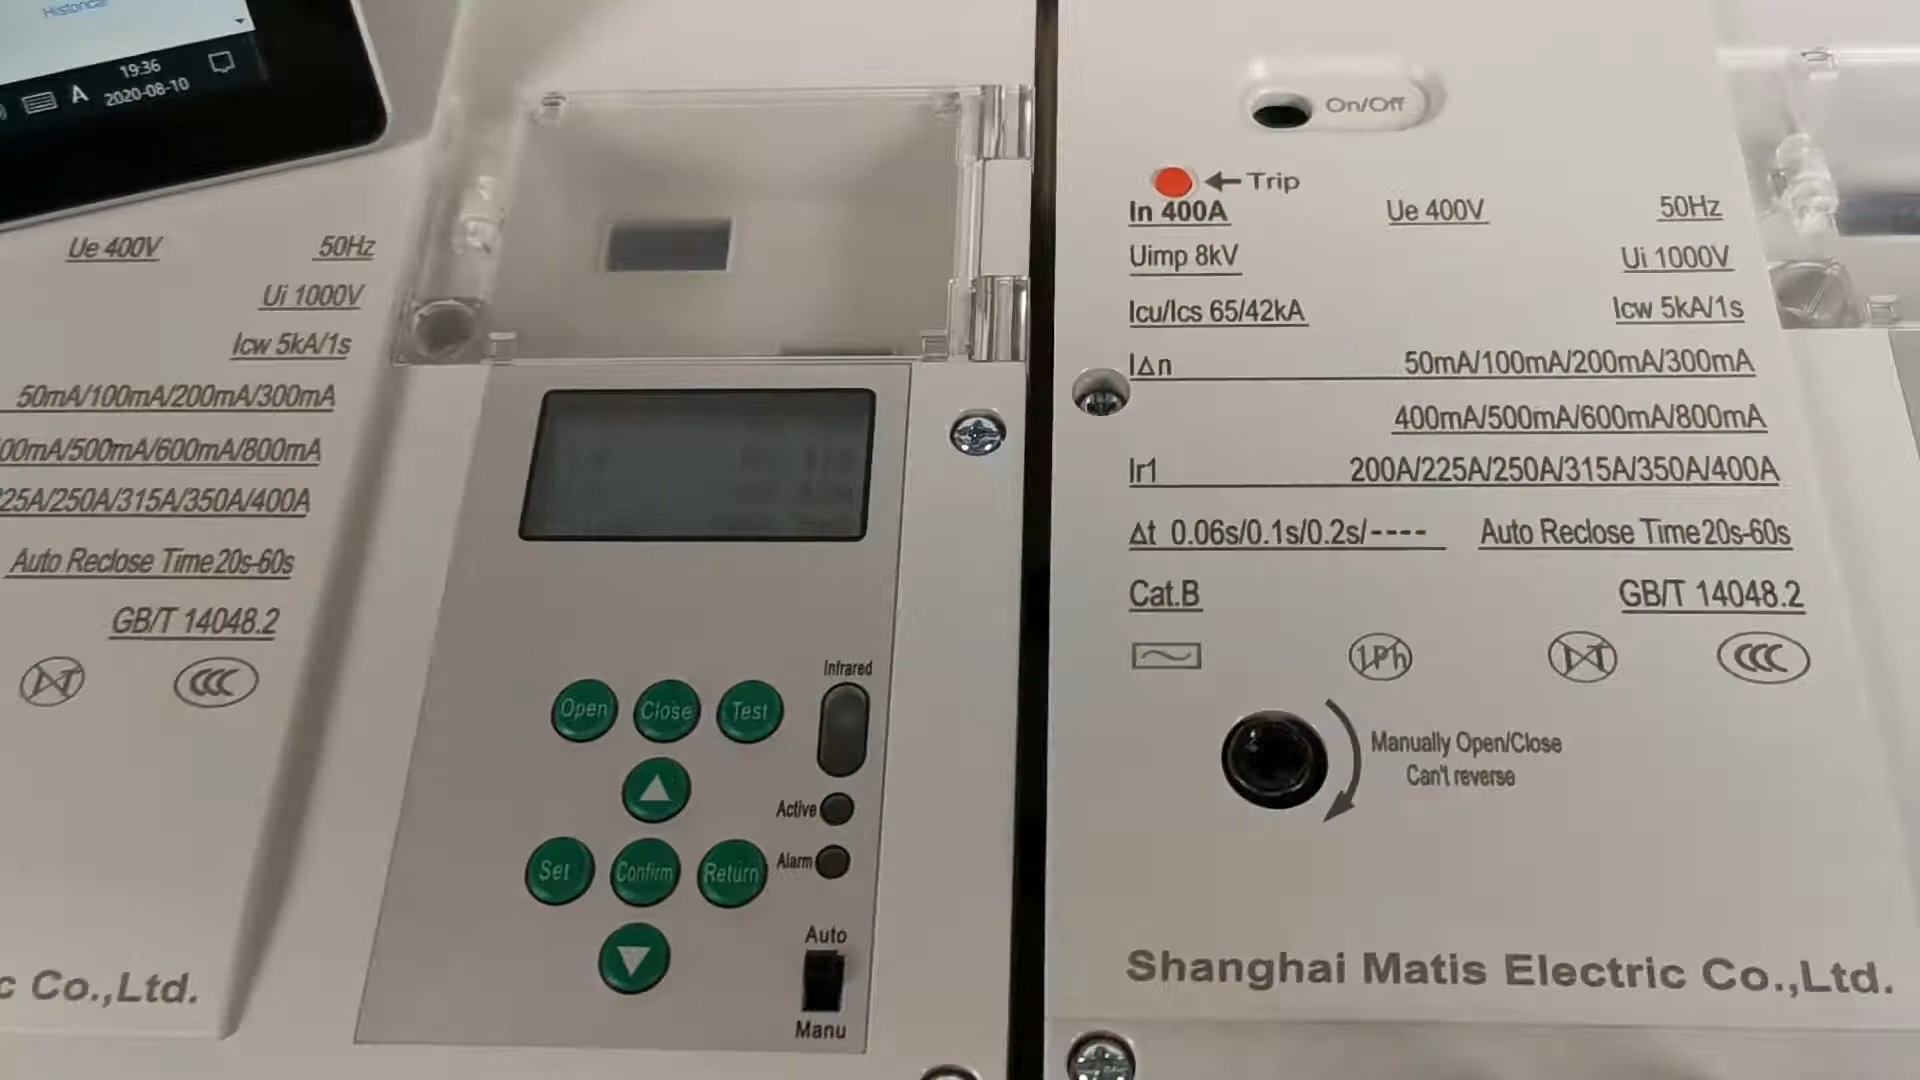 Historical
A
19:36
2020-08-10
Ue 400V 50Hz
Ui 1000V
Icw 5kA/1s
50mA/100mA/200mA/300mA
00mA/500mA/600mA/800mA
25A/250A/315A/350A/400A
Auto Reclose Time 20s-60s
GB/T 14048.2
CCC
c Co.,Ltd.
Infrared
Open Close Test
Active
Set Confirm Return Alarm
Auto
Manu
On/Off
Trip
In 400A Ue 400V 50Hz
Uimp 8kV Ui 1000V
Icu/Ics 65/42kA Icw 5kA/1s
IΔn 50mA/100mA/200mA/300mA
400mA/500mA/600mA/800mA
Ir1 200A/225A/250A/315A/350A/400A
Δt 0.06s/0.1s/0.2s/---- Auto Reclose Time 20s-60s
Cat.B GB/T 14048.2
1Ph CCC
Manually Open/Close
Can't reverse
Shanghai Matis Electric Co.,Ltd.